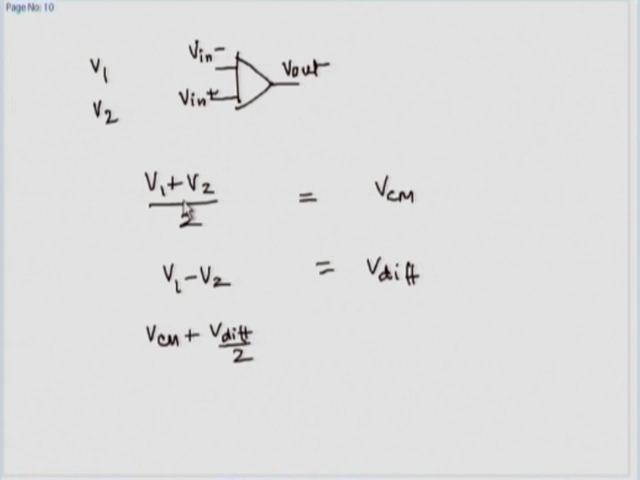 Page No: 10
V1 Vin- Vout
V2 Vin+
V1+V2/2 = VCM
V1-V2 = Vdiff
VCM + Vdiff/2